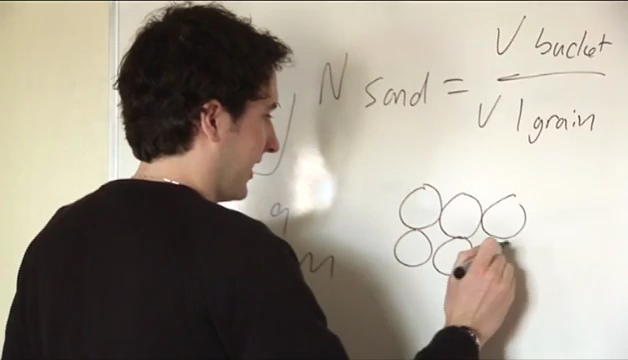 N sand = V bucket
V 1 grain